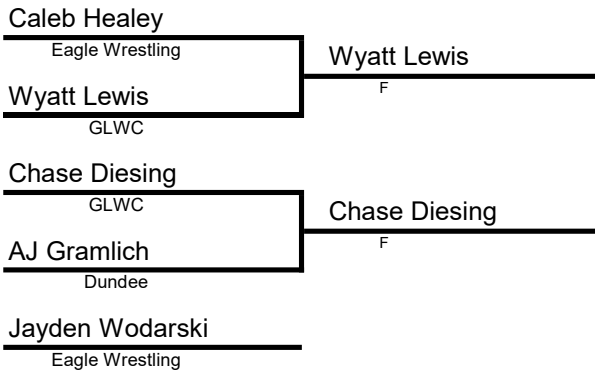 Caleb Healey
Eagle Wrestling
Wyatt Lewis
F
Wyatt Lewis
GLWC
Chase Diesing
GLWC
Chase Diesing
F
AJ Gramlich
Dundee
Jayden Wodarski
Eagle Wrestling